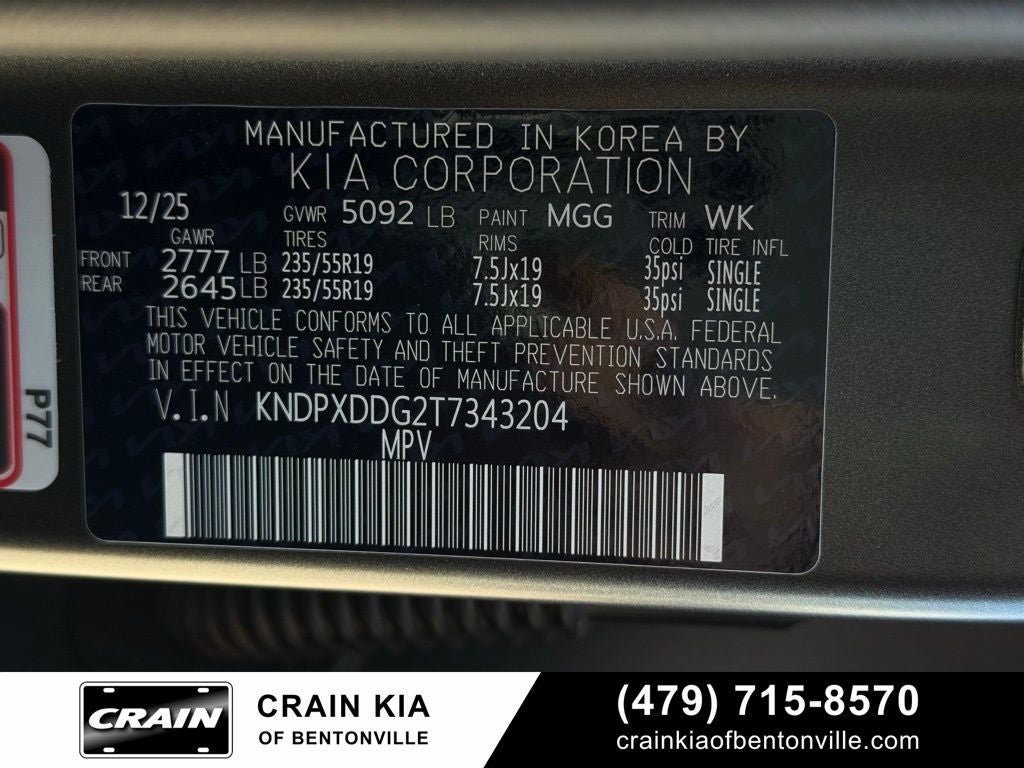 MANUFACTURED IN KOREA BY
KIA CORPORATION
12/25 GVWR 5092 LB PAINT MGG TRIM WK
GAWR TIRES RIMS COLD TIRE INFL
FRONT 2777 LB 235/55R19 7.5Jx19 35psi SINGLE
REAR 2645 LB 235/55R19 7.5Jx19 35psi SINGLE
THIS VEHICLE CONFORMS TO ALL APPLICABLE U.S.A. FEDERAL
MOTOR VEHICLE SAFETY AND THEFT PREVENTION STANDARDS
IN EFFECT ON THE DATE OF MANUFACTURE SHOWN ABOVE.
V.I.N KNDPXDDG2T7343204
MPV
P77
CRAIN
CRAIN KIA
OF BENTONVILLE
(479) 715-8570
crainkiaofbentonville.com